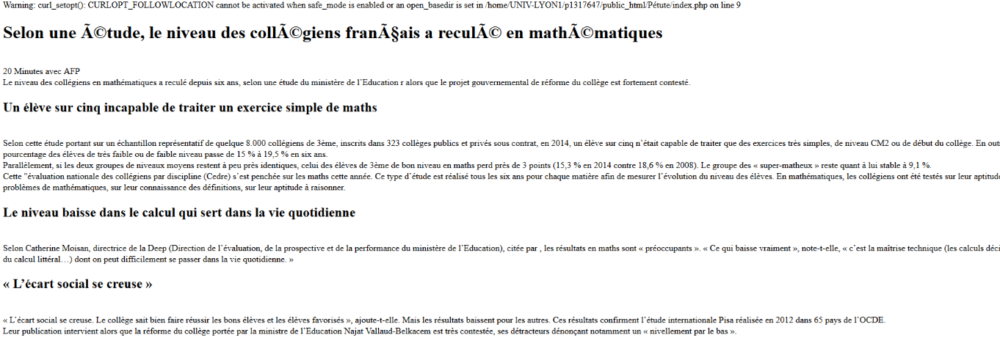 Warning: curl_setopt(): CURLOPT_FOLLOWLOCATION cannot be activated when safe_mode is enabled or an open_basedir is set in /home/UNIV-LYON1/p1317647/public_html/Pétute/index.php on line 9
Selon une Ã©tude, le niveau des collÃ©giens franÃ§ais a reculÃ© en mathÃ©matiques
20 Minutes avec AFP
Le niveau des collégiens en mathématiques a reculé depuis six ans, selon une étude du ministère de l'Education r alors que le projet gouvernemental de réforme du collège est fortement contesté.
Un élève sur cinq incapable de traiter un exercice simple de maths
Selon cette étude portant sur un échantillon représentatif de quelque 8.000 collégiens de 3ème, inscrits dans 323 collèges publics et privés sous contrat, en 2014, un élève sur cinq n'était capable de traiter que des exercices très simples, de niveau CM2 ou de début du collège. En out
pourcentage des élèves de très faible ou de faible niveau passe de 15 % à 19,5 % en six ans.
Parallèlement, si les deux groupes de niveaux moyens restent à peu près identiques, celui des élèves de 3ème de bon niveau en maths perd près de 3 points (15,3 % en 2014 contre 18,6 % en 2008). Le groupe des « super-matheux » reste quant à lui stable à 9,1 %.
Cette "évaluation nationale des collégiens par discipline (Cedre) s'est penchée sur les maths cette année. Ce type d'étude est réalisé tous les six ans pour chaque matière afin de mesurer l'évolution du niveau des élèves. En mathématiques, les collégiens ont été testés sur leur aptitude
problèmes de mathématiques, sur leur connaissance des définitions, sur leur aptitude à raisonner.
Le niveau baisse dans le calcul qui sert dans la vie quotidienne
Selon Catherine Moisan, directrice de la Deep (Direction de l'évaluation, de la prospective et de la performance du ministère de l'Education), citée par , les résultats en maths sont « préoccupants ». « Ce qui baisse vraiment », note-t-elle, « c'est la maîtrise technique (les calculs déci
du calcul littéral…) dont on peut difficilement se passer dans la vie quotidienne. »
« L'écart social se creuse »
« L'écart social se creuse. Le collège sait bien faire réussir les bons élèves et les élèves favorisés », ajoute-t-elle. Mais les résultats baissent pour les autres. Ces résultats confirment l'étude internationale Pisa réalisée en 2012 dans 65 pays de l'OCDE.
Leur publication intervient alors que la réforme du collège portée par la ministre de l'Education Najat Vallaud-Belkacem est très contestée, ses détracteurs dénonçant notamment un « nivellement par le bas ».